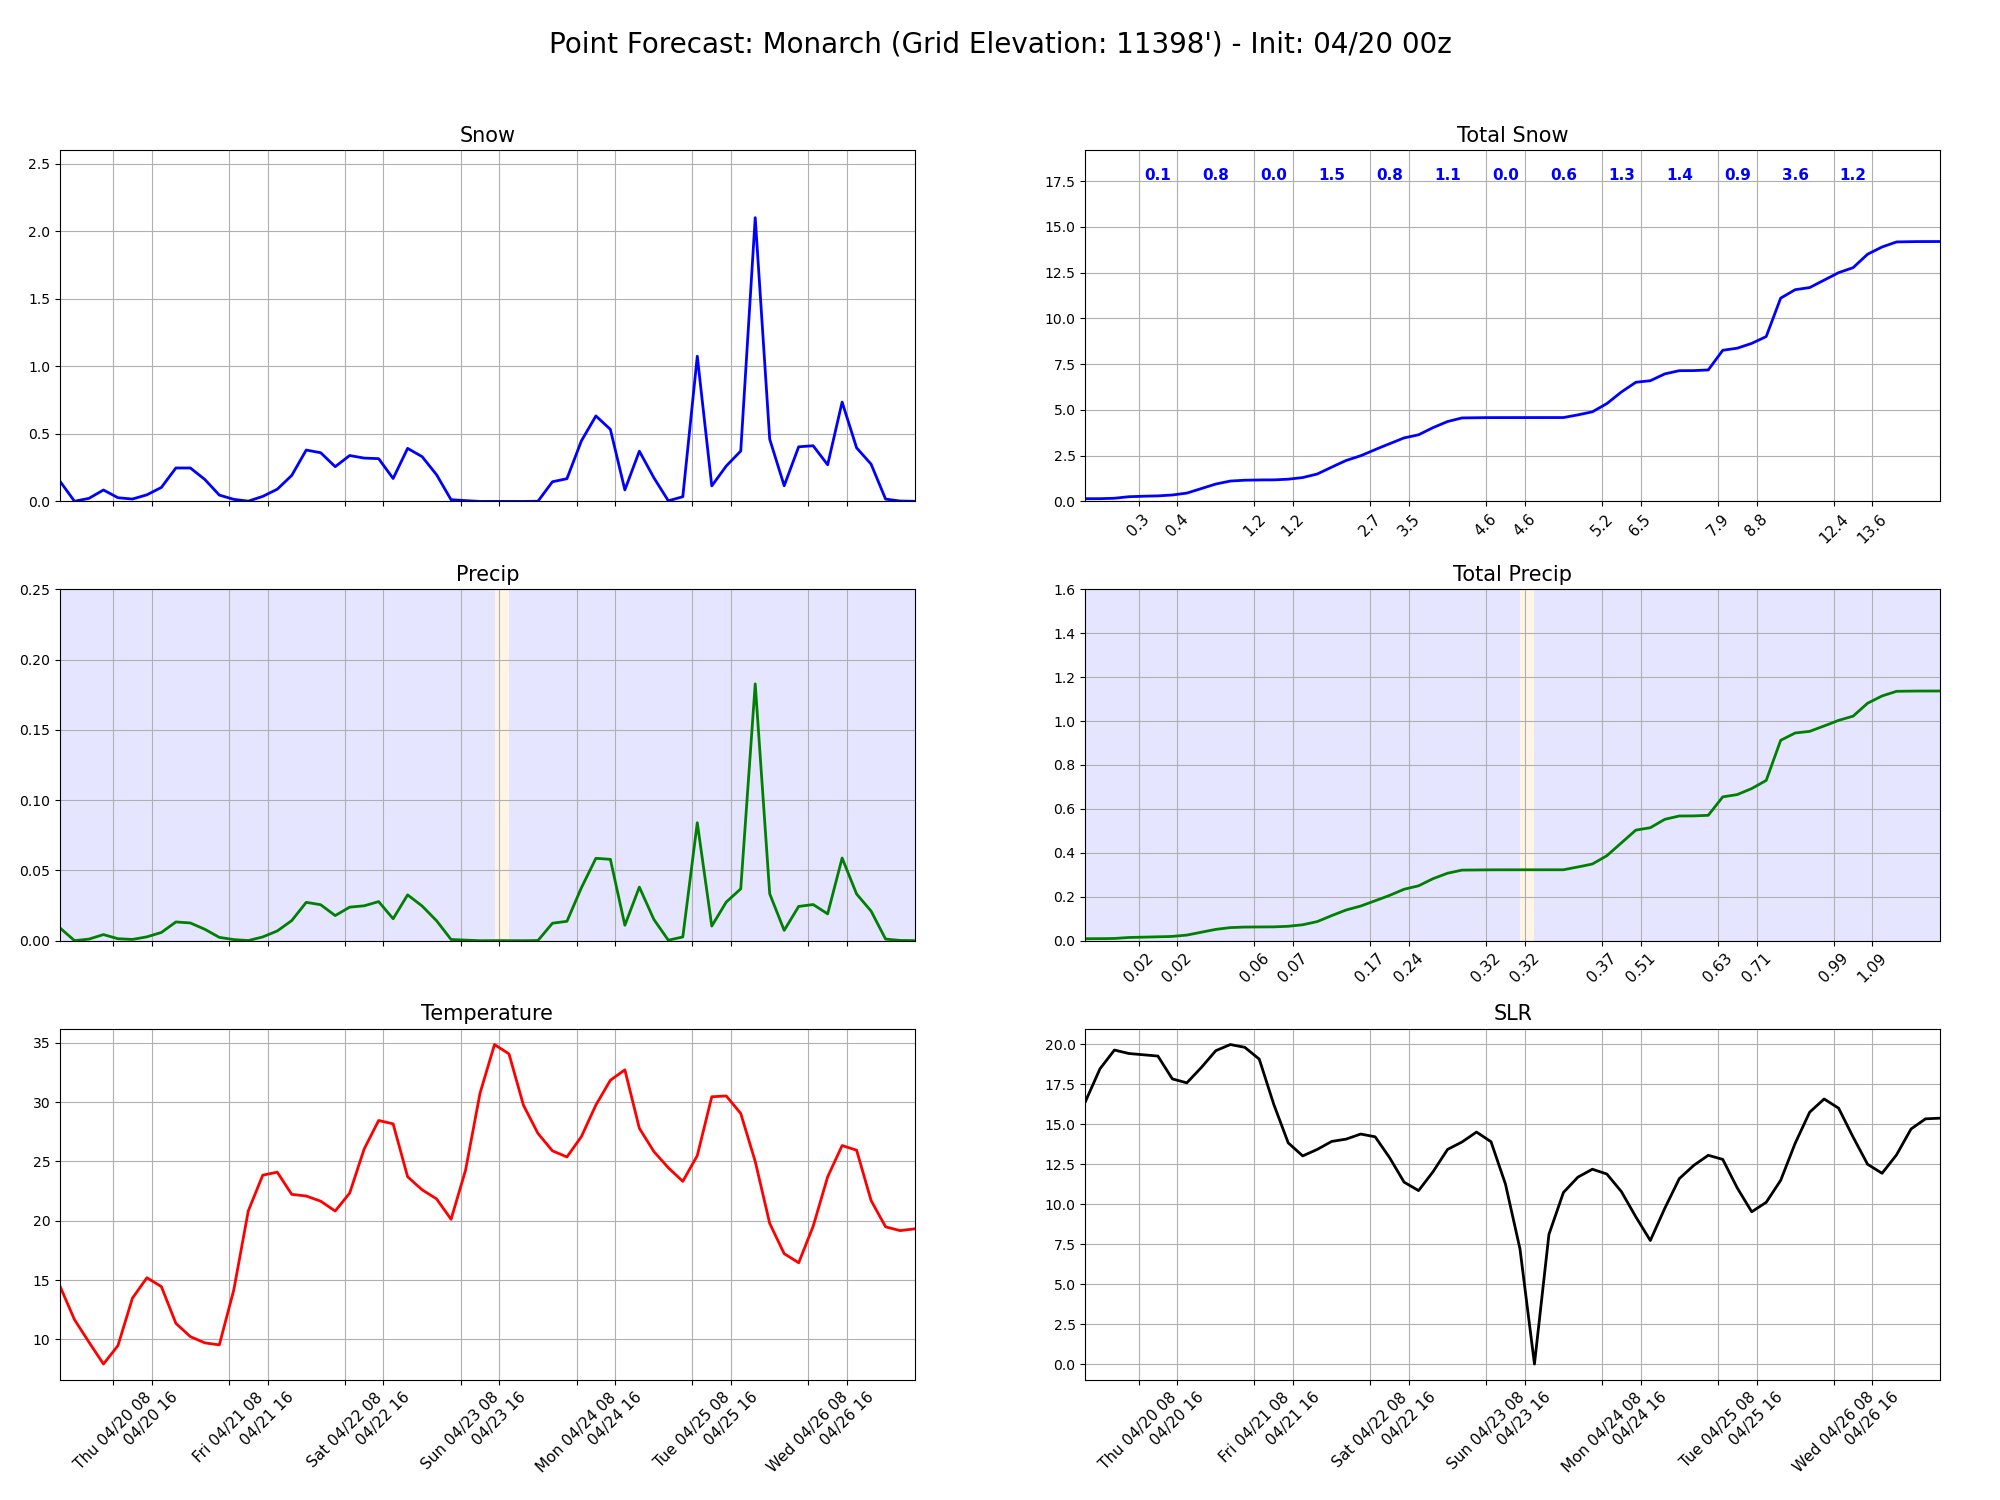 Point Forecast: Monarch (Grid Elevation: 11398') - Init: 04/20 00z
Snow
2.5
2.0
1.5
1.0
0.5
0.0
Total Snow
0.1 0.8 0.0 1.5 0.8 1.1 0.0 0.6 1.3 1.4 0.9 3.6 1.2
17.5
15.0
12.5
10.0
7.5
5.0
2.5
0.0
0.3 0.4 1.2 1.2 2.7 3.5 4.6 4.6 5.2 6.5 7.9 8.8 12.4 13.6
Precip
0.25
0.20
0.15
0.10
0.05
0.00
Total Precip
1.6
1.4
1.2
1.0
0.8
0.6
0.4
0.2
0.0
0.02 0.02 0.06 0.07 0.17 0.24 0.32 0.32 0.37 0.51 0.63 0.71 0.99 1.09
Temperature
35
30
25
20
15
10
Thu 04/20 08
04/20 16
Fri 04/21 08
04/21 16
Sat 04/22 08
04/22 16
Sun 04/23 08
04/23 16
Mon 04/24 08
04/24 16
Tue 04/25 08
04/25 16
Wed 04/26 08
04/26 16
SLR
20.0
17.5
15.0
12.5
10.0
7.5
5.0
2.5
0.0
Thu 04/20 08
04/20 16
Fri 04/21 08
04/21 16
Sat 04/22 08
04/22 16
Sun 04/23 08
04/23 16
Mon 04/24 08
04/24 16
Tue 04/25 08
04/25 16
Wed 04/26 08
04/26 16